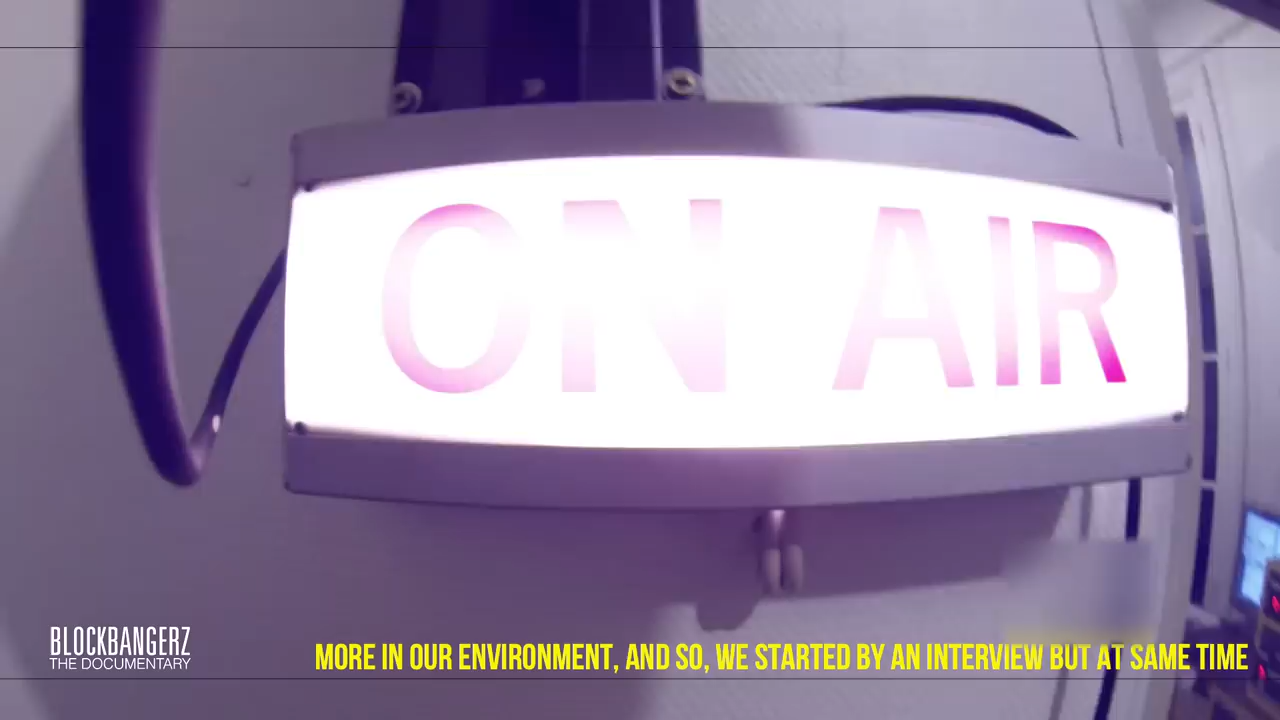 ON AIR
BLOCKBANGERZ
THE DOCUMENTARY
MORE IN OUR ENVIRONMENT, AND SO, WE STARTED BY AN INTERVIEW BUT AT SAME TIME